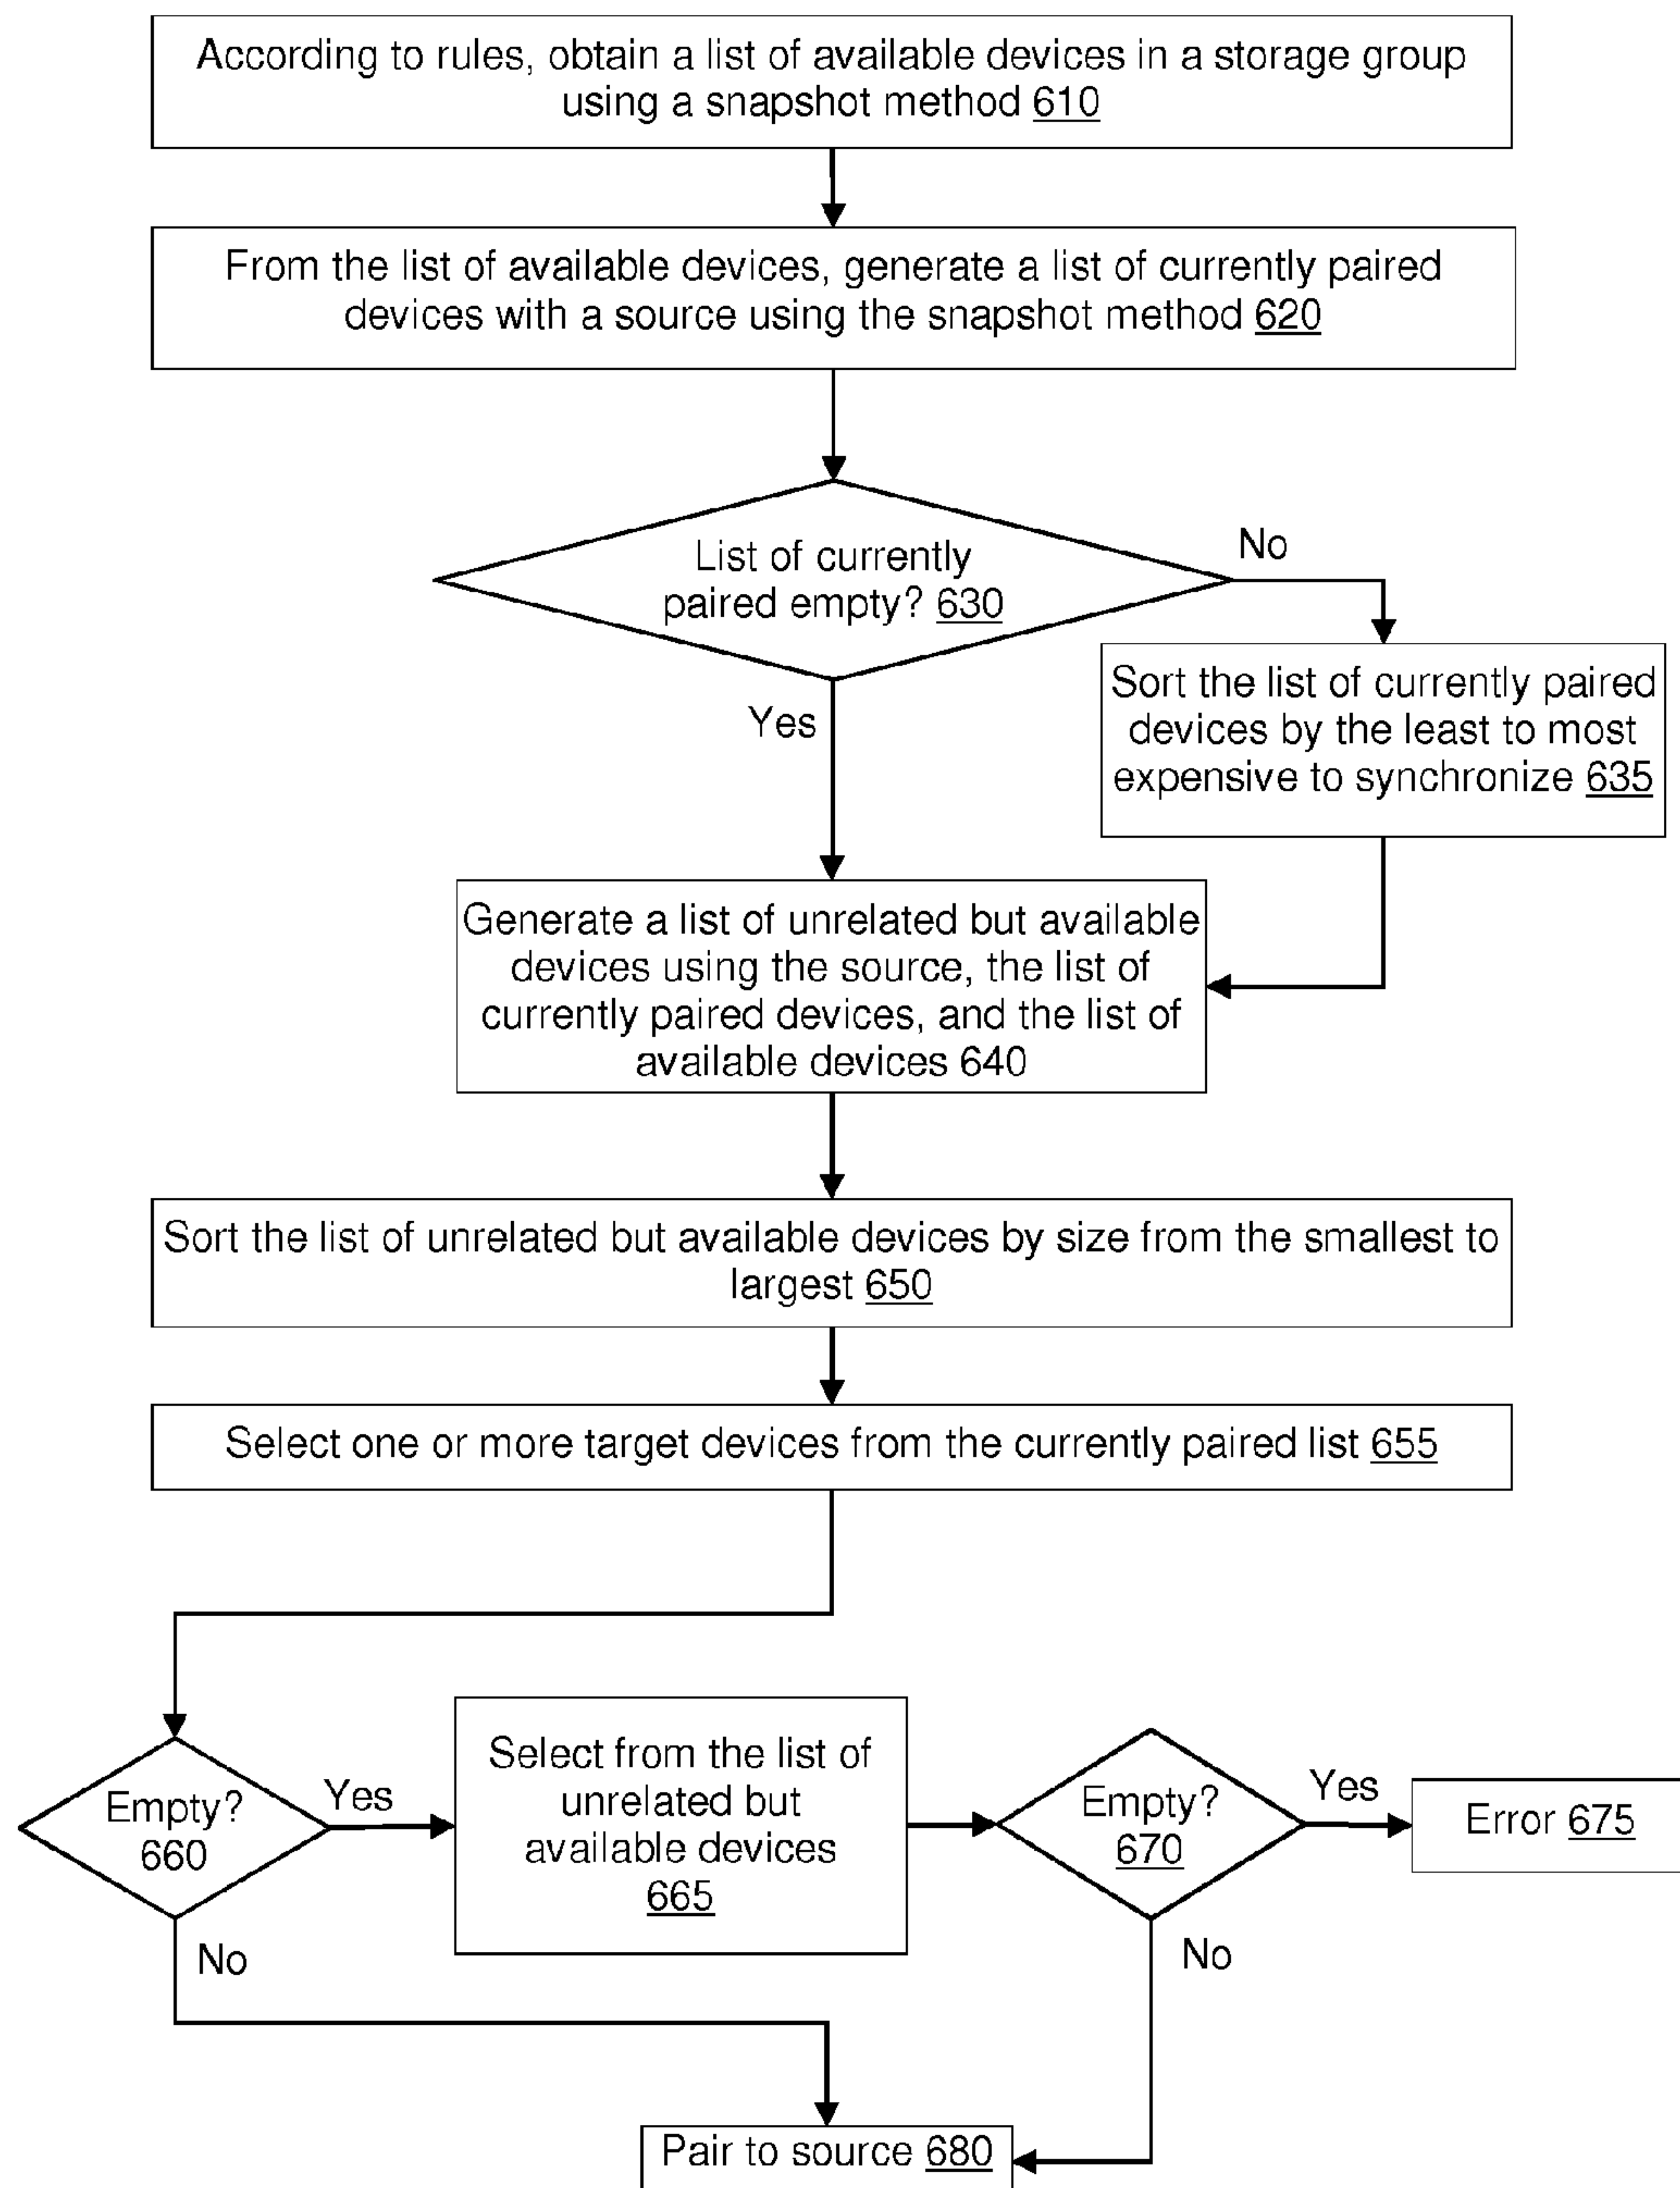 According to rules, obtain a list of available devices in a storage group
using a snapshot method 610
From the list of available devices, generate a list of currently paired
devices with a source using the snapshot method 620
List of currently
paired empty? 630
No
Sort the list of currently paired
devices by the least to most
expensive to synchronize 635
Yes
Generate a list of unrelated but available
devices using the source, the list of
currently paired devices, and the list of
available devices 640
Sort the list of unrelated but available devices by size from the smallest to
largest 650
Select one or more target devices from the currently paired list 655
Empty?
660
Yes
Select from the list of
unrelated but
available devices
665
Empty?
670
Yes
Error 675
No
No
Pair to source 680